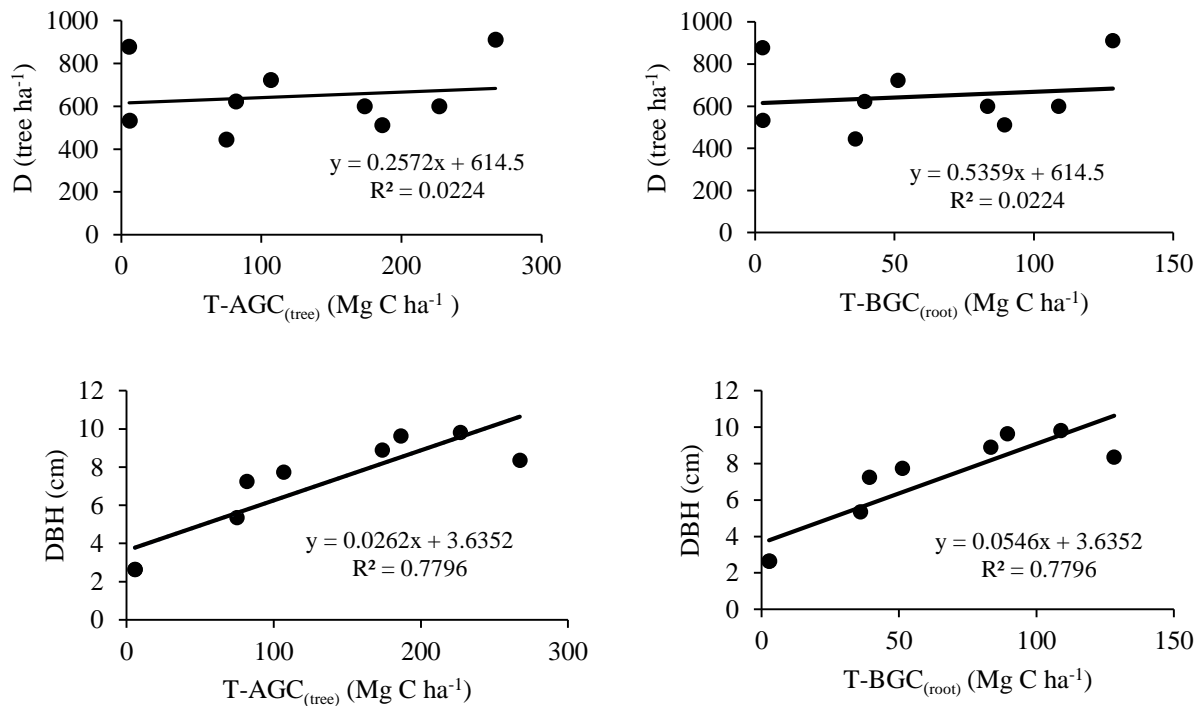 D (tree ha⁻¹)
1000
800
600
400
200
0
y = 0.2572x + 614.5
R² = 0.0224
0 100 200 300
T-AGC(tree) (Mg C ha⁻¹ )
D (tree ha⁻¹)
1000
800
600
400
200
0
y = 0.5359x + 614.5
R² = 0.0224
0 50 100 150
T-BGC(root) (Mg C ha⁻¹)
DBH (cm)
12
10
8
6
4
2
0
y = 0.0262x + 3.6352
R² = 0.7796
0 100 200 300
T-AGC(tree) (Mg C ha⁻¹)
DBH (cm)
12
10
8
6
4
2
0
y = 0.0546x + 3.6352
R² = 0.7796
0 50 100 150
T-BGC(root) (Mg C ha⁻¹)